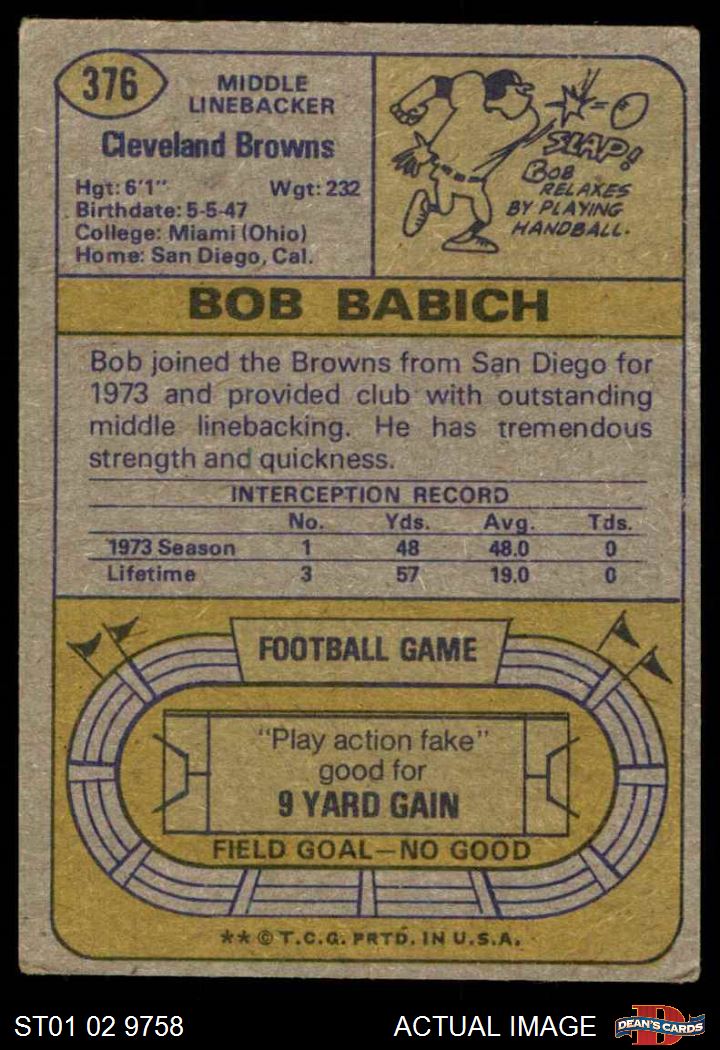 376
MIDDLE
LINEBACKER
Cleveland Browns
Hgt: 6'1" Wgt: 232
Birthdate: 5-5-47
College: Miami (Ohio)
Home: San Diego, Cal.
SLAP!
BOB
RELAXES
BY PLAYING
HANDBALL.
BOB BABICH
Bob joined the Browns from San Diego for
1973 and provided club with outstanding
middle linebacking. He has tremendous
strength and quickness.
INTERCEPTION RECORD
No. Yds. Avg. Tds.
1973 Season 1 48 48.0 0
Lifetime 3 57 19.0 0
FOOTBALL GAME
"Play action fake"
good for
9 YARD GAIN
FIELD GOAL—NO GOOD
** © T.C.G. PRTD. IN U.S.A.
ST01 02 9758 ACTUAL IMAGE
D
DEAN'S CARDS